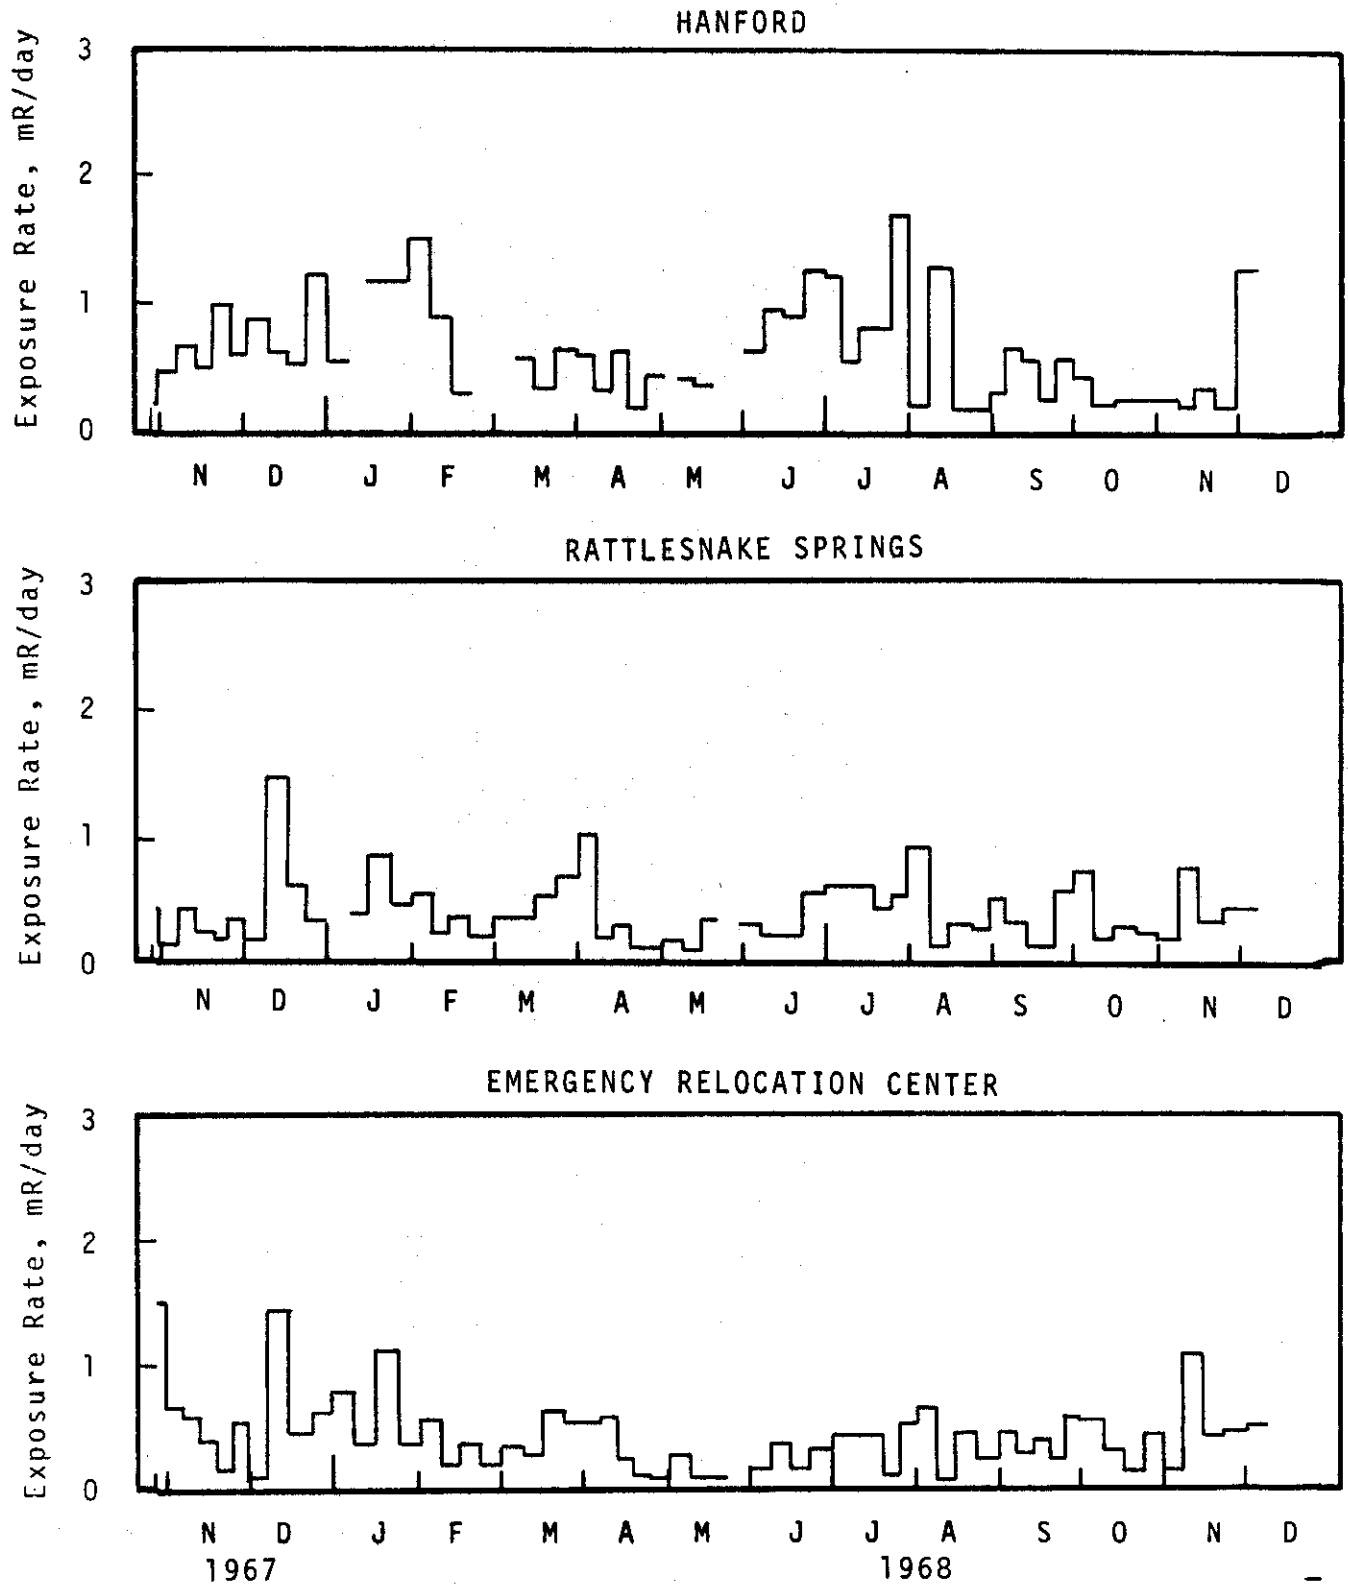 HANFORD
Exposure Rate, mR/day
3
2
1
0
N D J F M A M J J A S O N D
RATTLESNAKE SPRINGS
Exposure Rate, mR/day
3
2
1
0
N D J F M A M J J A S O N D
EMERGENCY RELOCATION CENTER
Exposure Rate, mR/day
3
2
1
0
N D J F M A M J J A S O N D
1967 1968